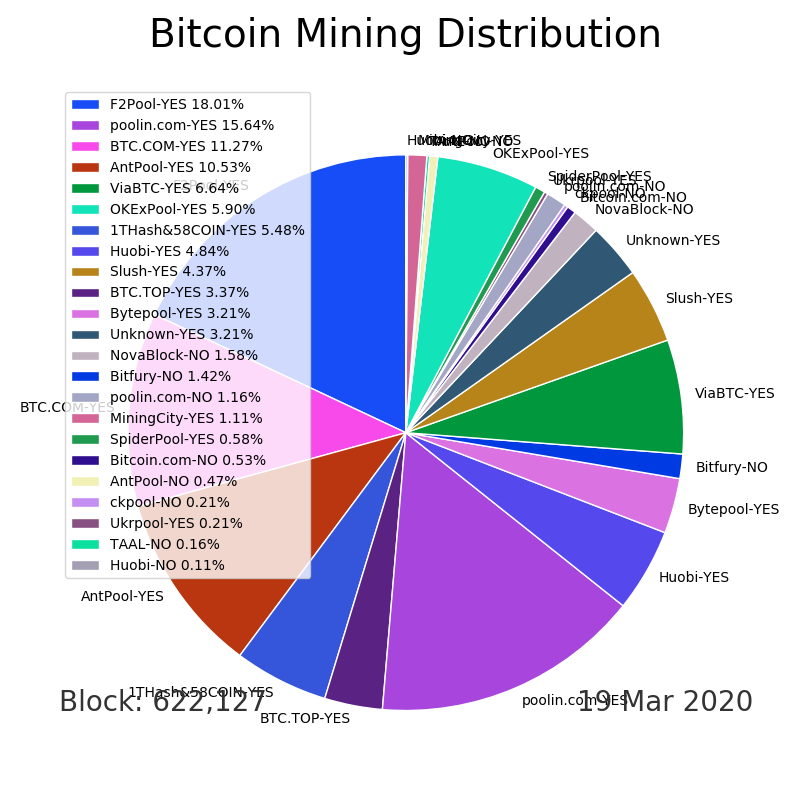 Bitcoin Mining Distribution
F2Pool-YES 18.01%
poolin.com-YES 15.64%
BTC.COM-YES 11.27%
AntPool-YES 10.53%
ViaBTC-YES 6.64%
OKExPool-YES 5.90%
1THash&58COIN-YES 5.48%
Huobi-YES 4.84%
Slush-YES 4.37%
BTC.TOP-YES 3.37%
Bytepool-YES 3.21%
Unknown-YES 3.21%
NovaBlock-NO 1.58%
Bitfury-NO 1.42%
poolin.com-NO 1.16%
MiningCity-YES 1.11%
SpiderPool-YES 0.58%
Bitcoin.com-NO 0.53%
AntPool-NO 0.47%
ckpool-NO 0.21%
Ukrpool-YES 0.21%
TAAL-NO 0.16%
Huobi-NO 0.11%
F2Pool-YES
BTC.COM-YES
AntPool-YES
1THash&58COIN-YES
BTC.TOP-YES
poolin.com-YES
Huobi-YES
Bytepool-YES
Bitfury-NO
ViaBTC-YES
Slush-YES
Unknown-YES
NovaBlock-NO
Bitcoin.com-NO
ckpool-NO
poolin.com-NO
Ukrpool-YES
SpiderPool-YES
OKExPool-YES
Block: 622,127
19 Mar 2020